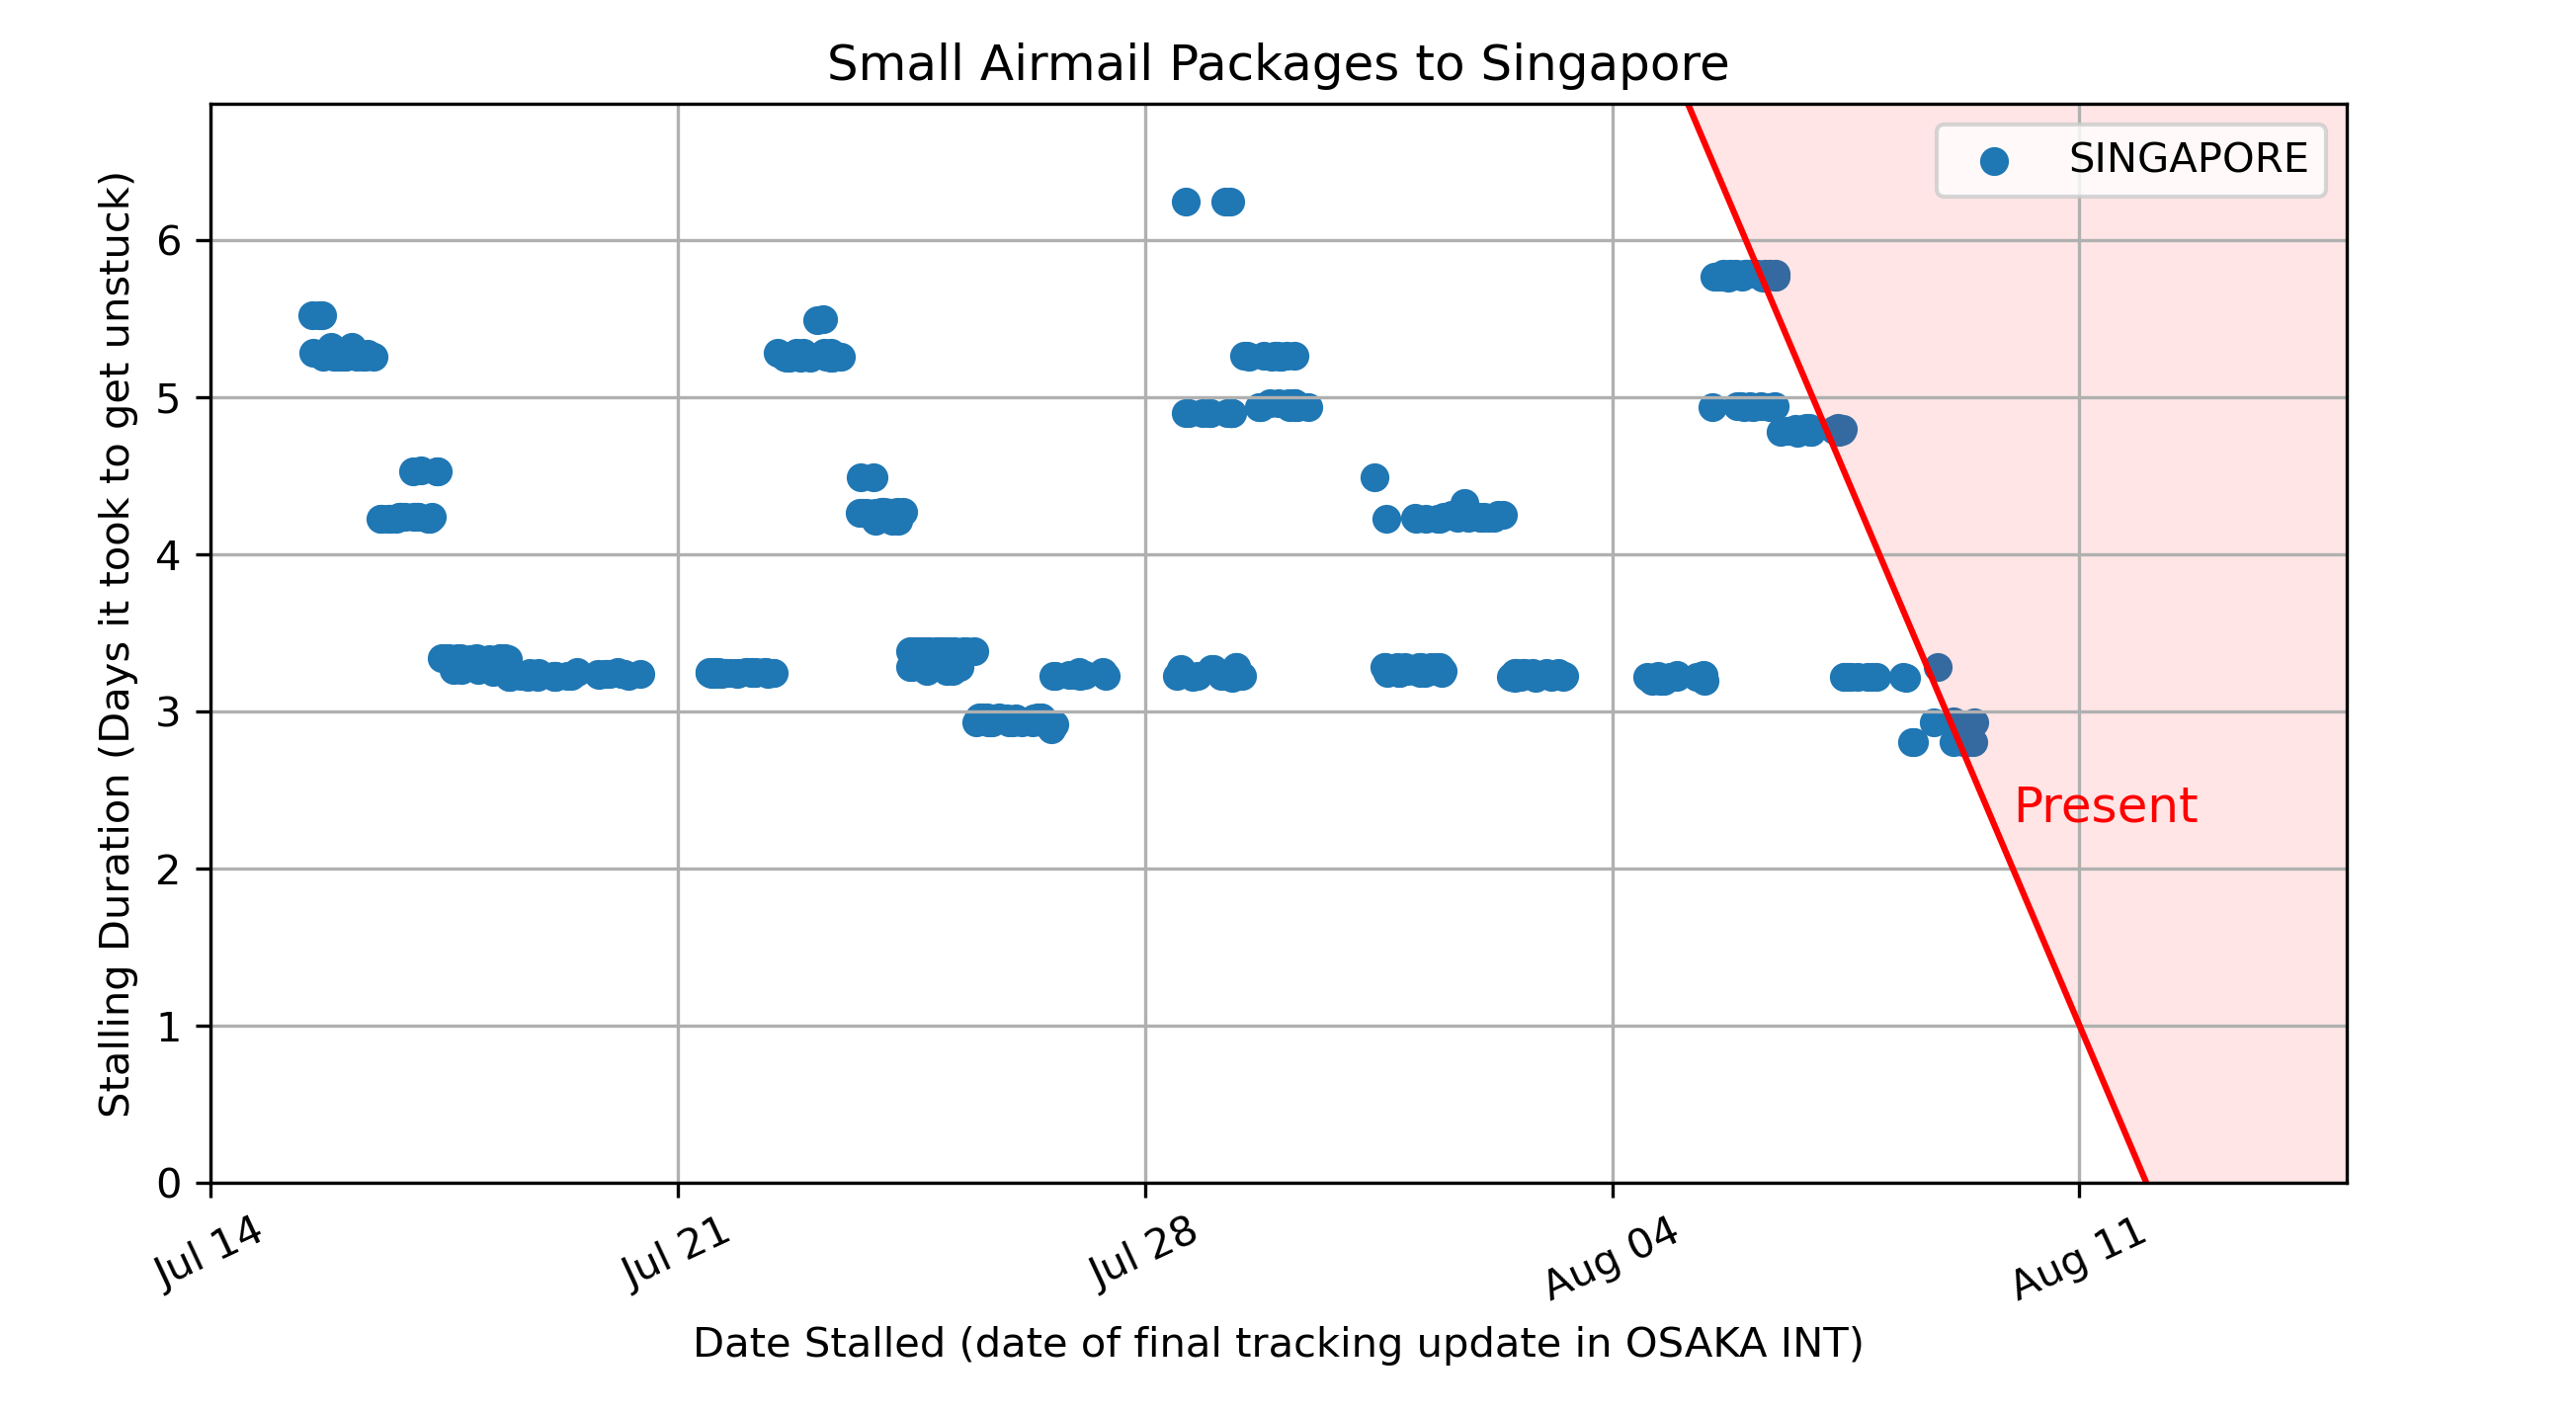 Small Airmail Packages to Singapore
SINGAPORE
Stalling Duration (Days it took to get unstuck)
6
5
4
3
2
1
0
Present
Jul 14
Jul 21
Jul 28
Aug 04
Aug 11
Date Stalled (date of final tracking update in OSAKA INT)